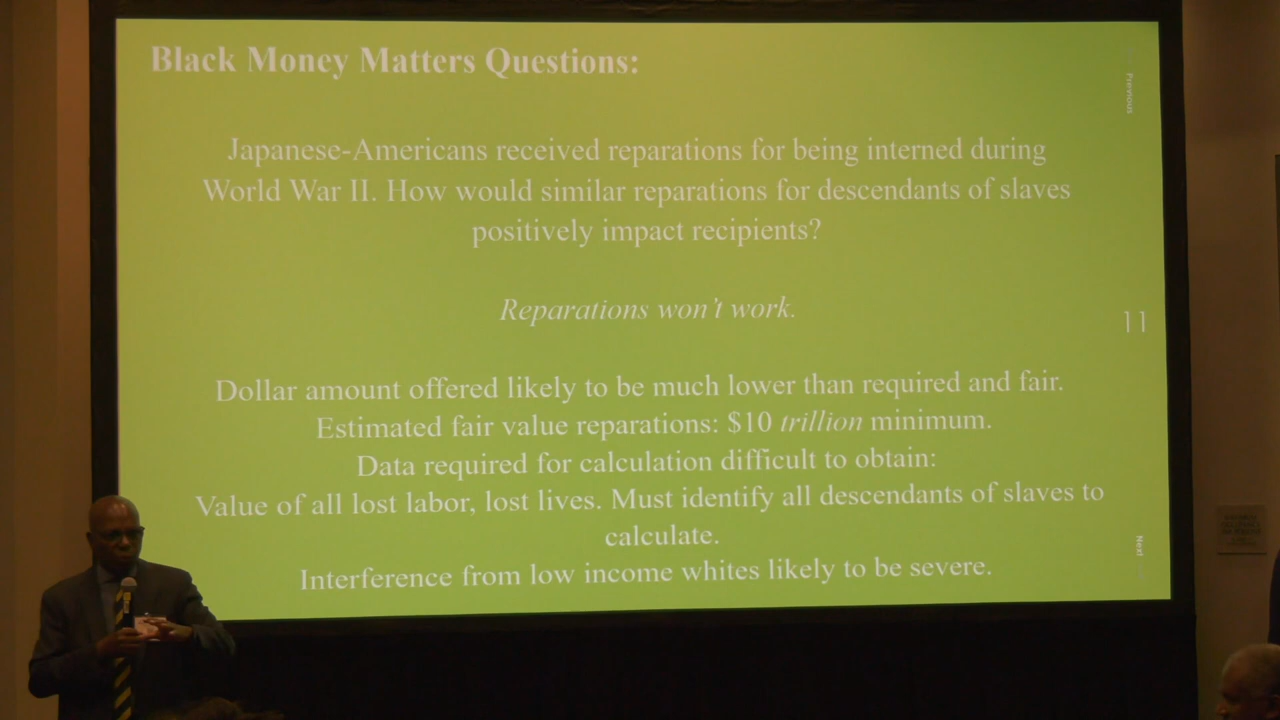 Black Money Matters Questions:
Previous
Japanese-Americans received reparations for being interned during
World War II. How would similar reparations for descendants of slaves
positively impact recipients?
Reparations won't work.
11
Dollar amount offered likely to be much lower than required and fair.
Estimated fair value reparations: $10 trillion minimum.
Data required for calculation difficult to obtain:
Value of all lost labor, lost lives. Must identify all descendants of slaves to
calculate.
Interference from low income whites likely to be severe.
Next